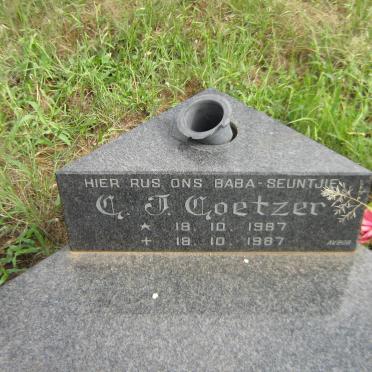 HIER RUS ONS BABA-SEUNTJIE
C. J. Coetzer
* 18. 10. 1987
+ 18. 10. 1987